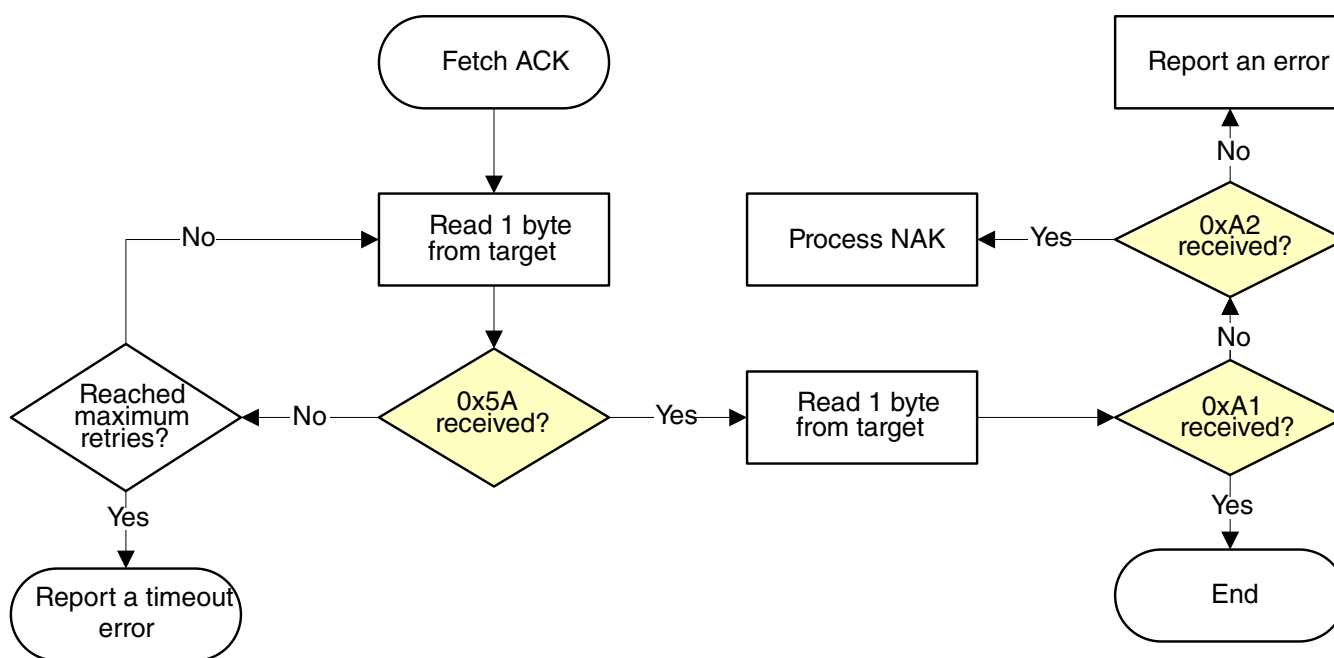 Fetch ACK
Report an error
No
Read 1 byte
from target
No
Process NAK
Yes
0xA2
received?
No
Reached
maximum
retries?
No
0x5A
received?
Yes
Read 1 byte
from target
0xA1
received?
Yes
Yes
Report a timeout
error
End